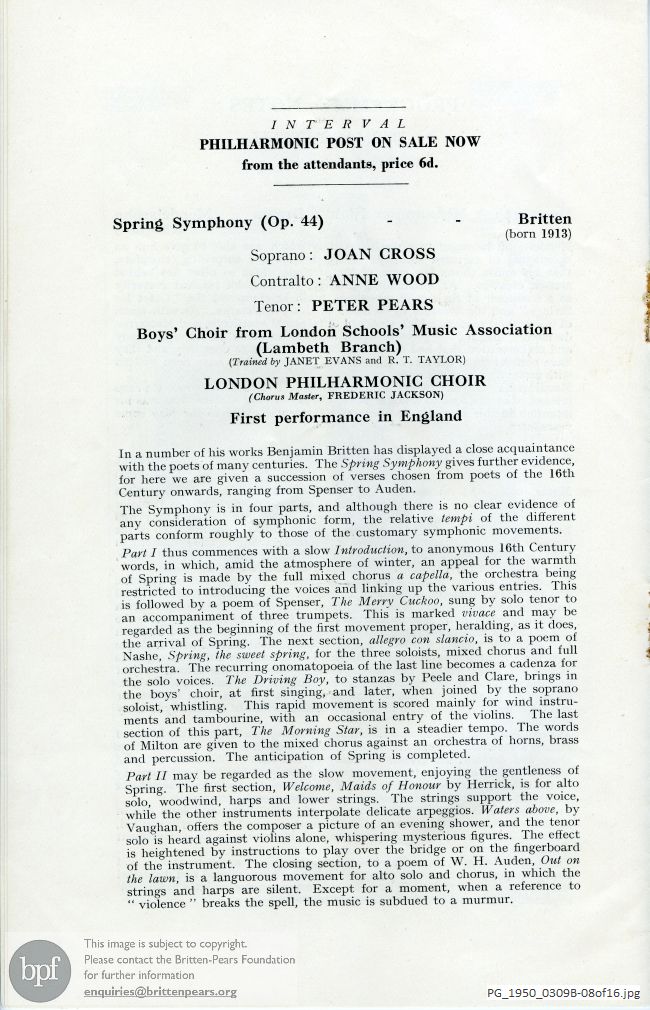 INTERVAL
PHILHARMONIC POST ON SALE NOW
from the attendants, price 6d.
Spring Symphony (Op. 44) - - Britten
(born 1913)
Soprano : JOAN CROSS
Contralto : ANNE WOOD
Tenor : PETER PEARS
Boys' Choir from London Schools' Music Association
(Lambeth Branch)
(Trained by JANET EVANS and R. T. TAYLOR)
LONDON PHILHARMONIC CHOIR
(Chorus Master, FREDERIC JACKSON)
First performance in England
In a number of his works Benjamin Britten has displayed a close acquaintance
with the poets of many centuries. The Spring Symphony gives further evidence,
for here we are given a succession of verses chosen from poets of the 16th
Century onwards, ranging from Spenser to Auden.
The Symphony is in four parts, and although there is no clear evidence of
any consideration of symphonic form, the relative tempi of the different
parts conform roughly to those of the customary symphonic movements.
Part I thus commences with a slow Introduction, to anonymous 16th Century
words, in which, amid the atmosphere of winter, an appeal for the warmth
of Spring is made by the full mixed chorus a capella, the orchestra being
restricted to introducing the voices and linking up the various entries. This
is followed by a poem of Spenser, The Merry Cuckoo, sung by solo tenor to
an accompaniment of three trumpets. This is marked vivace and may be
regarded as the beginning of the first movement proper, heralding, as it does,
the arrival of Spring. The next section, allegro con slancio, is to a poem of
Nashe, Spring, the sweet spring, for the three soloists, mixed chorus and full
orchestra. The recurring onomatopoeia of the last line becomes a cadenza for
the solo voices. The Driving Boy, to stanzas by Peele and Clare, brings in
the boys' choir, at first singing, and later, when joined by the soprano
soloist, whistling. This rapid movement is scored mainly for wind instru-
ments and tambourine, with an occasional entry of the violins. The last
section of this part, The Morning Star, is in a steadier tempo. The words
of Milton are given to the mixed chorus against an orchestra of horns, brass
and percussion. The anticipation of Spring is completed.
Part II may be regarded as the slow movement, enjoying the gentleness of
Spring. The first section, Welcome, Maids of Honour by Herrick, is for alto
solo, woodwind, harps and lower strings. The strings support the voice,
while the other instruments interpolate delicate arpeggios. Waters above, by
Vaughan, offers the composer a picture of an evening shower, and the tenor
solo is heard against violins alone, whispering mysterious figures. The effect
is heightened by instructions to play over the bridge or on the fingerboard
of the instrument. The closing section, to a poem of W. H. Auden, Out on
the lawn, is a languorous movement for alto solo and chorus, in which the
strings and harps are silent. Except for a moment, when a reference to
" violence " breaks the spell, the music is subdued to a murmur.
bpf
This image is subject to copyright.
Please contact the Britten-Pears Foundation
for further information
enquiries@brittenpears.org
PG_1950_0309B-08of16.jpg